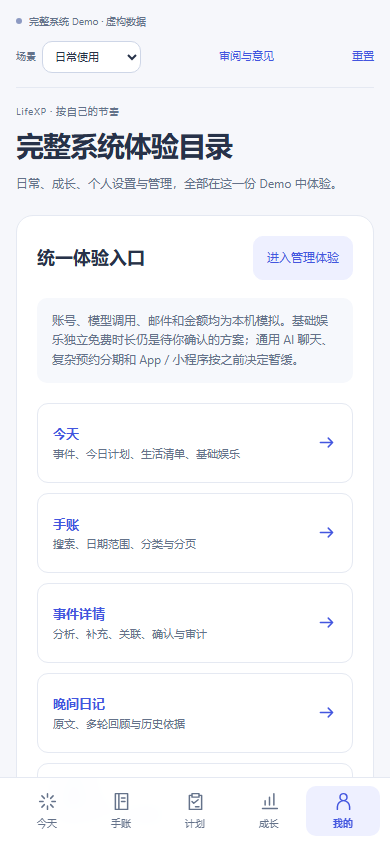 完整系统 Demo · 虚构数据
场景 日常使用 审阅与意见 重置
LifeXP · 按自己的节奏
完整系统体验目录
日常、成长、个人设置与管理，全部在这一份 Demo 中体验。
统一体验入口 进入管理体验
账号、模型调用、邮件和金额均为本机模拟。基础娱
乐独立免费时长仍是待你确认的方案；通用 AI 聊天、
复杂预约分期和 App / 小程序按之前决定暂缓。
今天
事件、今日计划、生活清单、基础娱乐
手账
搜索、日期范围、分类与分页
事件详情
分析、补充、关联、确认与审计
晚间日记
原文、多轮回顾与历史依据
今天 手账 计划 成长 我的